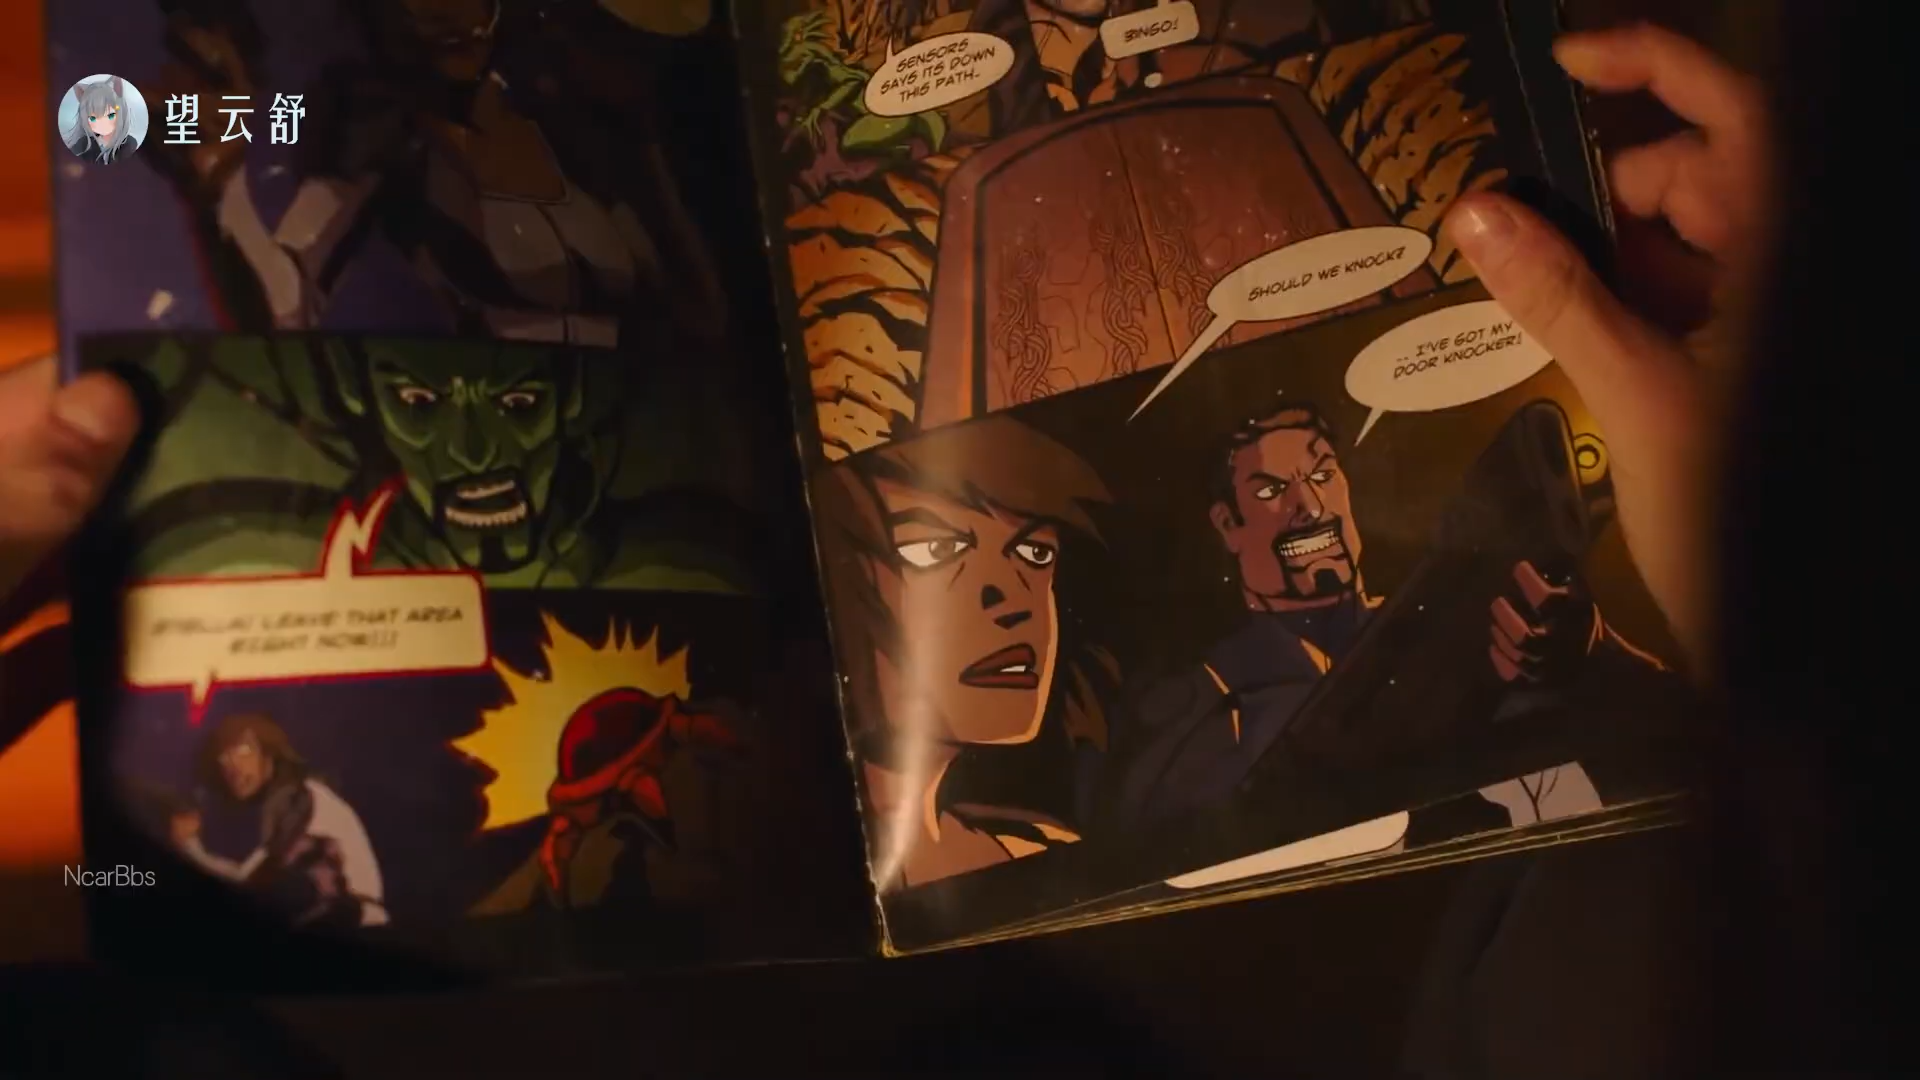 望云舒
SENSORS
SAYS ITS DOWN
THIS PATH..
BINGO!
SHOULD WE KNOCK?
.. I'VE GOT MY
DOOR KNOCKER!
LEAVE THAT AREA
RIGHT NOW!!!
NcarBbs